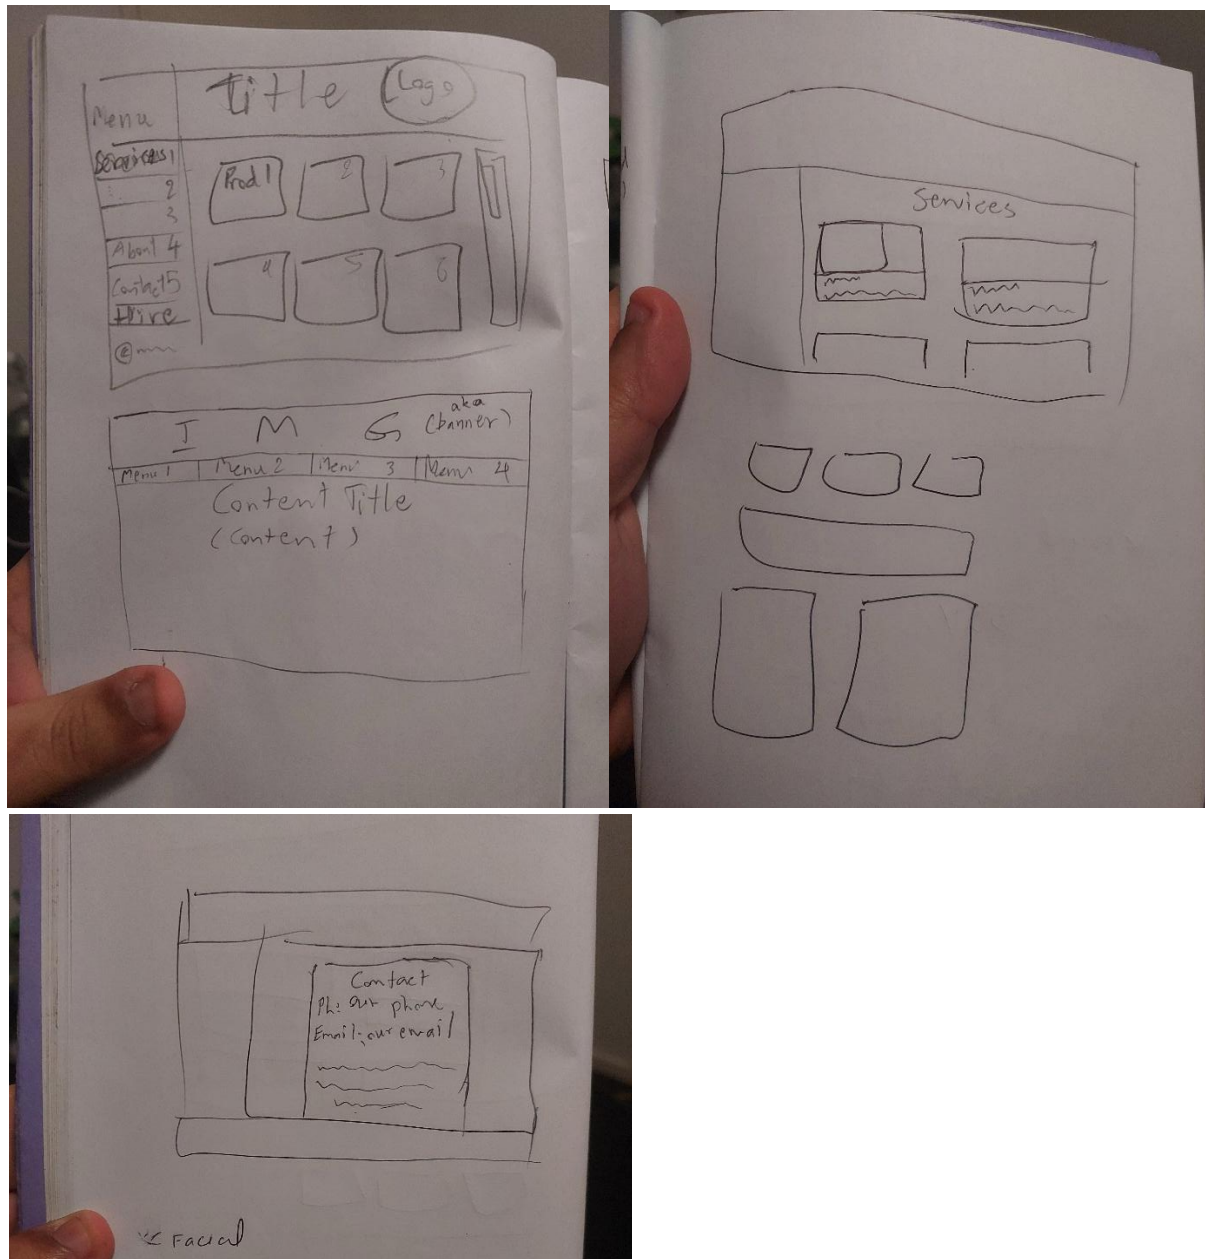 Title
Logo
Menu
Services 1
2
3
About 4
Contact 5
Hire
Prod 1
2
3
4
5
6
I M G (banner)
aka
Menu 1
Menu 2
Menu 3
Menu 4
Content Title
(Content)
Services
Contact
Ph: our phone
Email: our email
Facial